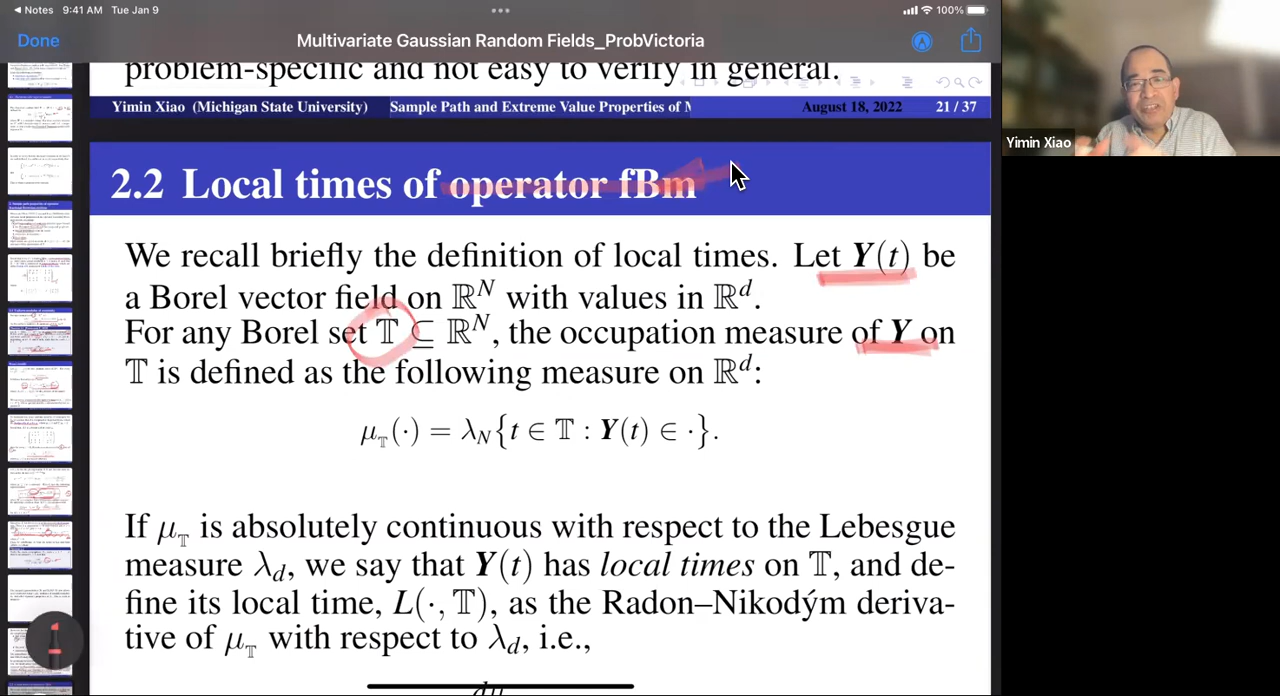 Notes 9:41 AM Tue Jan 9
100%
Done
Multivariate Gaussian Random Fields_ProbVictoria
problem-specific and not easy to verify in general.
Yimin Xiao (Michigan State University) Sample Path and Extreme Value Properties of M August 18, 2022 21 / 37
2.2 Local times of operator fBm
We recall briefly the definition of local times. Let Y(t) be
a Borel vector field on ℝᴺ with values in ℝᵈ.
For any Borel set 𝕋 ⊆ ℝᴺ, the occupation measure of Y on
𝕋 is defined as the following measure on ℝᵈ:
μ_𝕋(·) = λ_N{t ∈ 𝕋 : Y(t) ∈ ·}.
If μ_𝕋 is absolutely continuous with respect to the Lebesgue
measure λ_d, we say that Y(t) has local times on 𝕋, and de-
fine its local time, L(·, 𝕋), as the Radon–Nikodým deriva-
tive of μ_𝕋 with respect to λ_d, i.e.,
Yimin Xiao